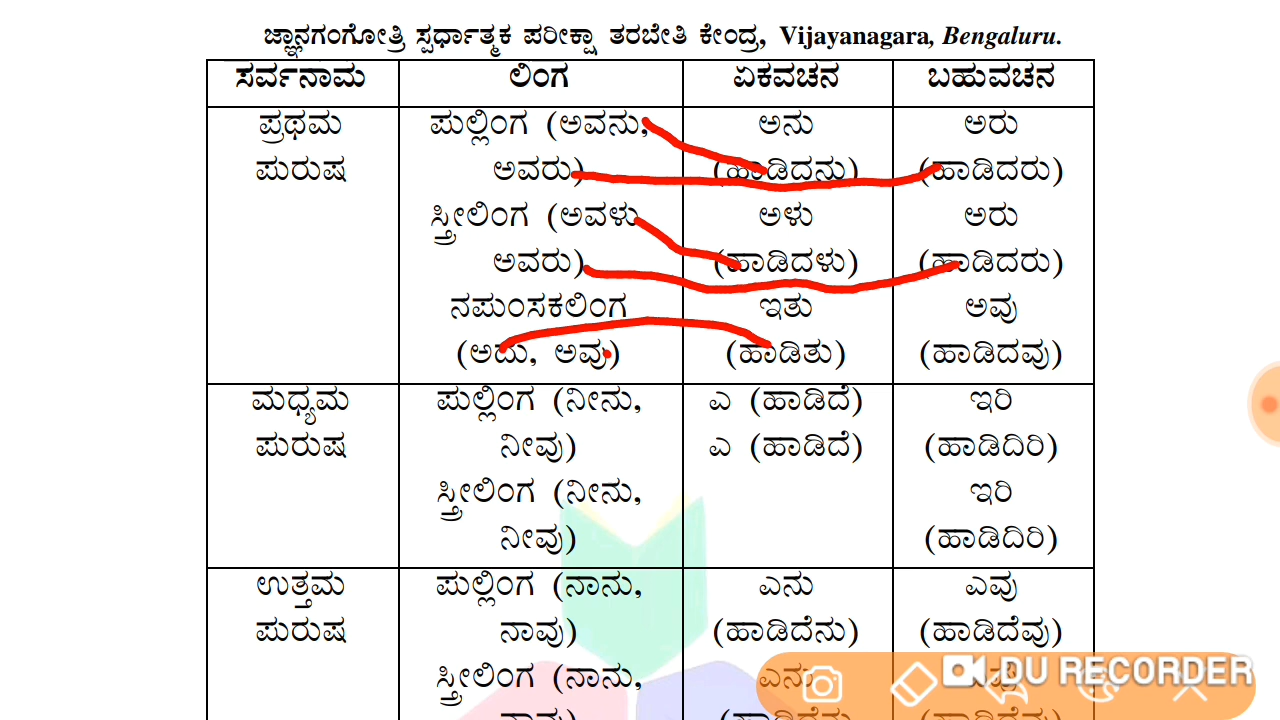 ಜ್ಞಾನಗಂಗೋತ್ರಿ ಸ್ಪರ್ಧಾತ್ಮಕ ಪರೀಕ್ಷಾ ತರಬೇತಿ ಕೇಂದ್ರ, Vijayanagara, Bengaluru.
ಸರ್ವನಾಮ ಲಿಂಗ ಏಕವಚನ ಬಹುವಚನ
ಪ್ರಥಮ ಪುಲ್ಲಿಂಗ (ಅವನು, ಅನು ಅರು
ಪುರುಷ ಅವರು) (ಹಾಡಿದನು) (ಹಾಡಿದರು)
ಸ್ತ್ರೀಲಿಂಗ (ಅವಳು ಅಳು ಅರು
ಅವರು) (ಹಾಡಿದಳು) (ಹಾಡಿದರು)
ನಪುಂಸಕಲಿಂಗ ಇತು ಅವು
(ಅದು, ಅವು) (ಹಾಡಿತು) (ಹಾಡಿದವು)
ಮಧ್ಯಮ ಪುಲ್ಲಿಂಗ (ನೀನು, ಎ (ಹಾಡಿದೆ) ಇರಿ
ಪುರುಷ ನೀವು) ಎ (ಹಾಡಿದೆ) (ಹಾಡಿದಿರಿ)
ಸ್ತ್ರೀಲಿಂಗ (ನೀನು, ಇರಿ
ನೀವು) (ಹಾಡಿದಿರಿ)
ಉತ್ತಮ ಪುಲ್ಲಿಂಗ (ನಾನು, ಎನು ಎವು
ಪುರುಷ ನಾವು) (ಹಾಡಿದೆನು) (ಹಾಡಿದೆವು)
ಸ್ತ್ರೀಲಿಂಗ (ನಾನು, ಎನು
DU RECORDER